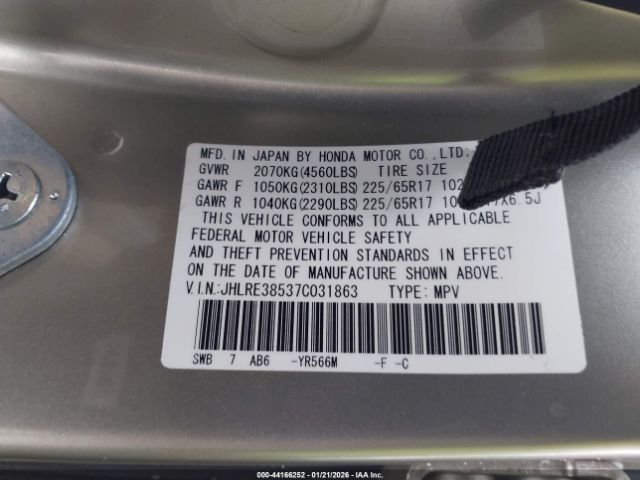 MFD. IN JAPAN BY HONDA MOTOR CO.,LTD.
GVWR 2070KG(4560LBS) TIRE SIZE
GAWR F 1050KG(2310LBS) 225/65R17
GAWR R 1040KG(2290LBS) 225/65R17 X6.5J
THIS VEHICLE CONFORMS TO ALL APPLICABLE
FEDERAL MOTOR VEHICLE SAFETY
AND THEFT PREVENTION STANDARDS IN EFFECT
ON THE DATE OF MANUFACTURE SHOWN ABOVE.
V.I.N.:JHLRE38537C031863 TYPE: MPV
SWB 7 AB6 -YR566M -F -C
000-44166252 | 01/21/2026 | IAA Inc.